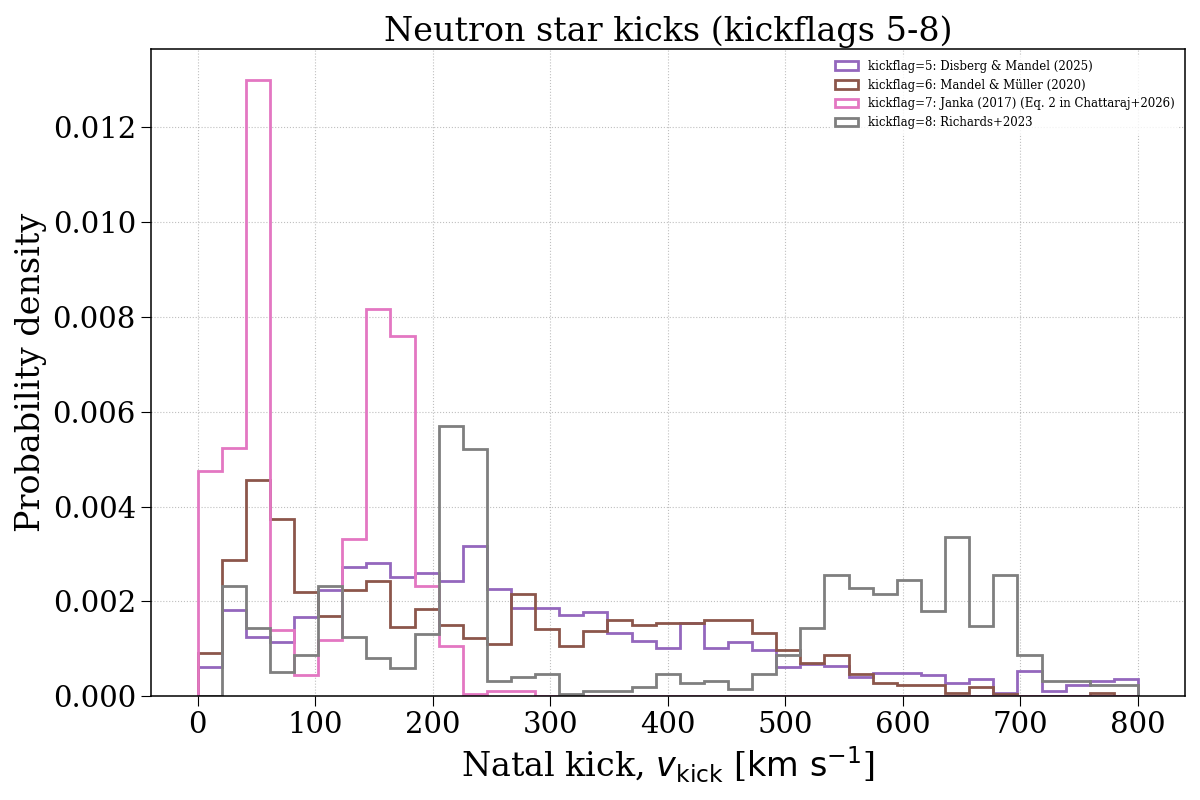 Neutron star kicks (kickflags 5-8)
kickflag=5: Disberg & Mandel (2025)
kickflag=6: Mandel & Müller (2020)
kickflag=7: Janka (2017) (Eq. 2 in Chattaraj+2026)
kickflag=8: Richards+2023
Probability density
0.012
0.010
0.008
0.006
0.004
0.002
0.000
0 100 200 300 400 500 600 700 800
Natal kick, v_kick [km s⁻¹]